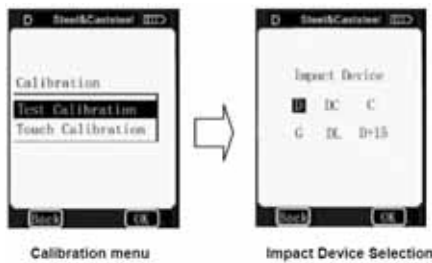 D Steel&Caststeel
Calibration
Test Calibration
Touch Calibration
Back OK
Calibration menu
D Steel&Caststeel
Impact Device
D DC C
G DL D+15
Back OK
Impact Device Selection